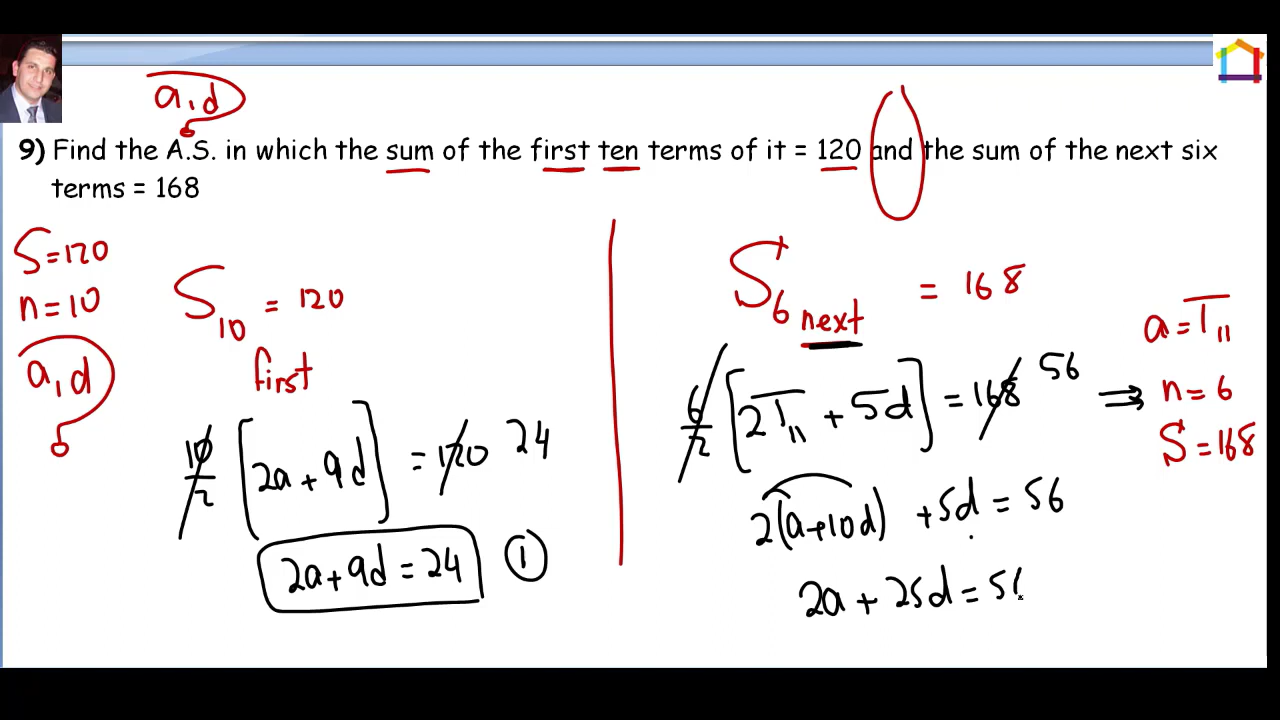 a, d
9) Find the A.S. in which the sum of the first ten terms of it = 120 and the sum of the next six
terms = 168
S = 120
n = 10
a, d
S10 = 120
first
10/2 [2a + 9d] = 120 24
2a + 9d = 24 1
S6 next = 168
6/2 [2T11 + 5d] = 168 56 ⇒
2(a + 10d) + 5d = 56
2a + 25d = 56
a = T11
n = 6
S = 168